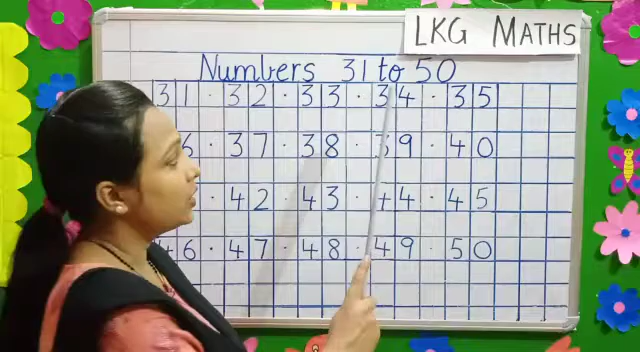 LKG MATHS
Numbers 31 to 50
31 · 32 · 33 · 34 · 35
6 · 37 · 38 · 39 · 40
· 42 · 43 · 44 · 45
46 · 47 · 48 · 49 · 50